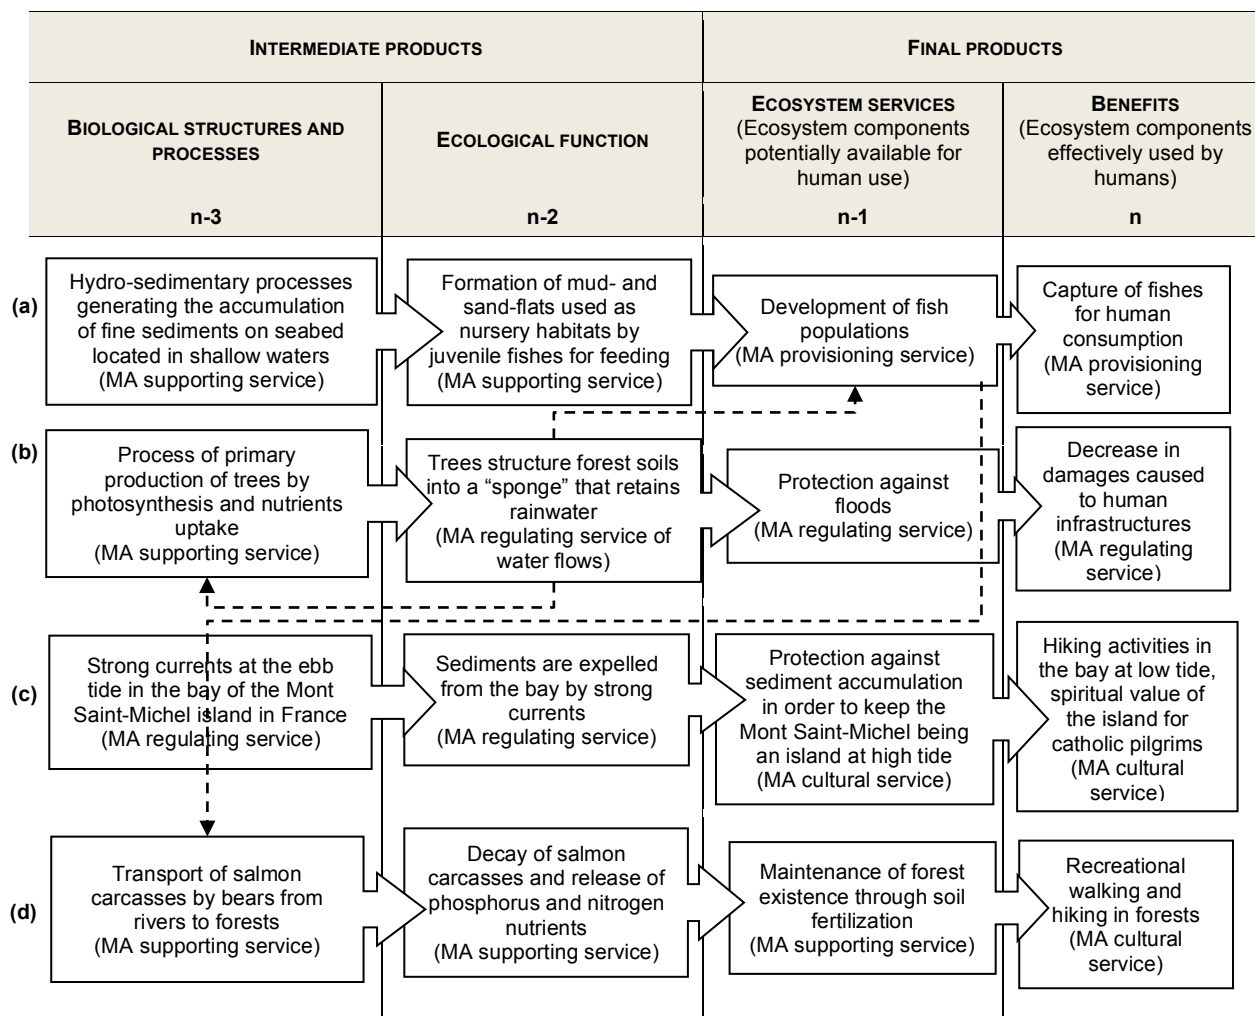 INTERMEDIATE PRODUCTS
FINAL PRODUCTS
BIOLOGICAL STRUCTURES AND
PROCESSES
n-3
ECOLOGICAL FUNCTION
n-2
ECOSYSTEM SERVICES
(Ecosystem components
potentially available for
human use)
n-1
BENEFITS
(Ecosystem components
effectively used by
humans)
n
(a)
Hydro-sedimentary processes
generating the accumulation
of fine sediments on seabed
located in shallow waters
(MA supporting service)
Formation of mud- and
sand-flats used as
nursery habitats by
juvenile fishes for feeding
(MA supporting service)
Development of fish
populations
(MA provisioning service)
Capture of fishes
for human
consumption
(MA provisioning
service)
(b)
Process of primary
production of trees by
photosynthesis and nutrients
uptake
(MA supporting service)
Trees structure forest soils
into a “sponge” that retains
rainwater
(MA regulating service of
water flows)
Protection against
floods
(MA regulating service)
Decrease in
damages caused
to human
infrastructures
(MA regulating
service)
(c)
Strong currents at the ebb
tide in the bay of the Mont
Saint-Michel island in France
(MA regulating service)
Sediments are expelled
from the bay by strong
currents
(MA regulating service)
Protection against
sediment accumulation
in order to keep the
Mont Saint-Michel being
an island at high tide
(MA cultural service)
Hiking activities in
the bay at low tide,
spiritual value of
the island for
catholic pilgrims
(MA cultural
service)
(d)
Transport of salmon
carcasses by bears from
rivers to forests
(MA supporting service)
Decay of salmon
carcasses and release of
phosphorus and nitrogen
nutrients
(MA supporting service)
Maintenance of forest
existence through soil
fertilization
(MA supporting service)
Recreational
walking and
hiking in forests
(MA cultural
service)